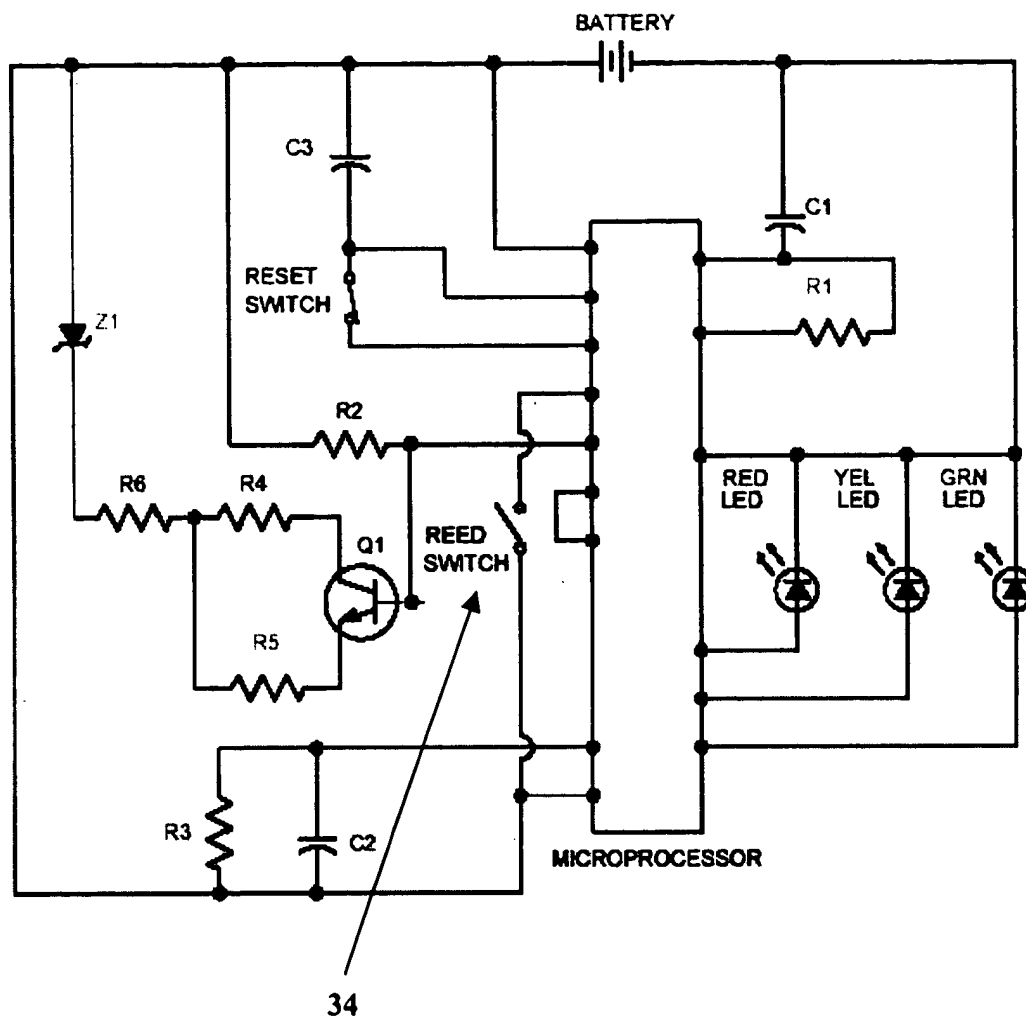 BATTERY
C3
C1
RESET
SWITCH
R1
Z1
R2
RED
LED
YEL
LED
GRN
LED
R6
R4
Q1
REED
SWITCH
R5
R3
C2
MICROPROCESSOR
34